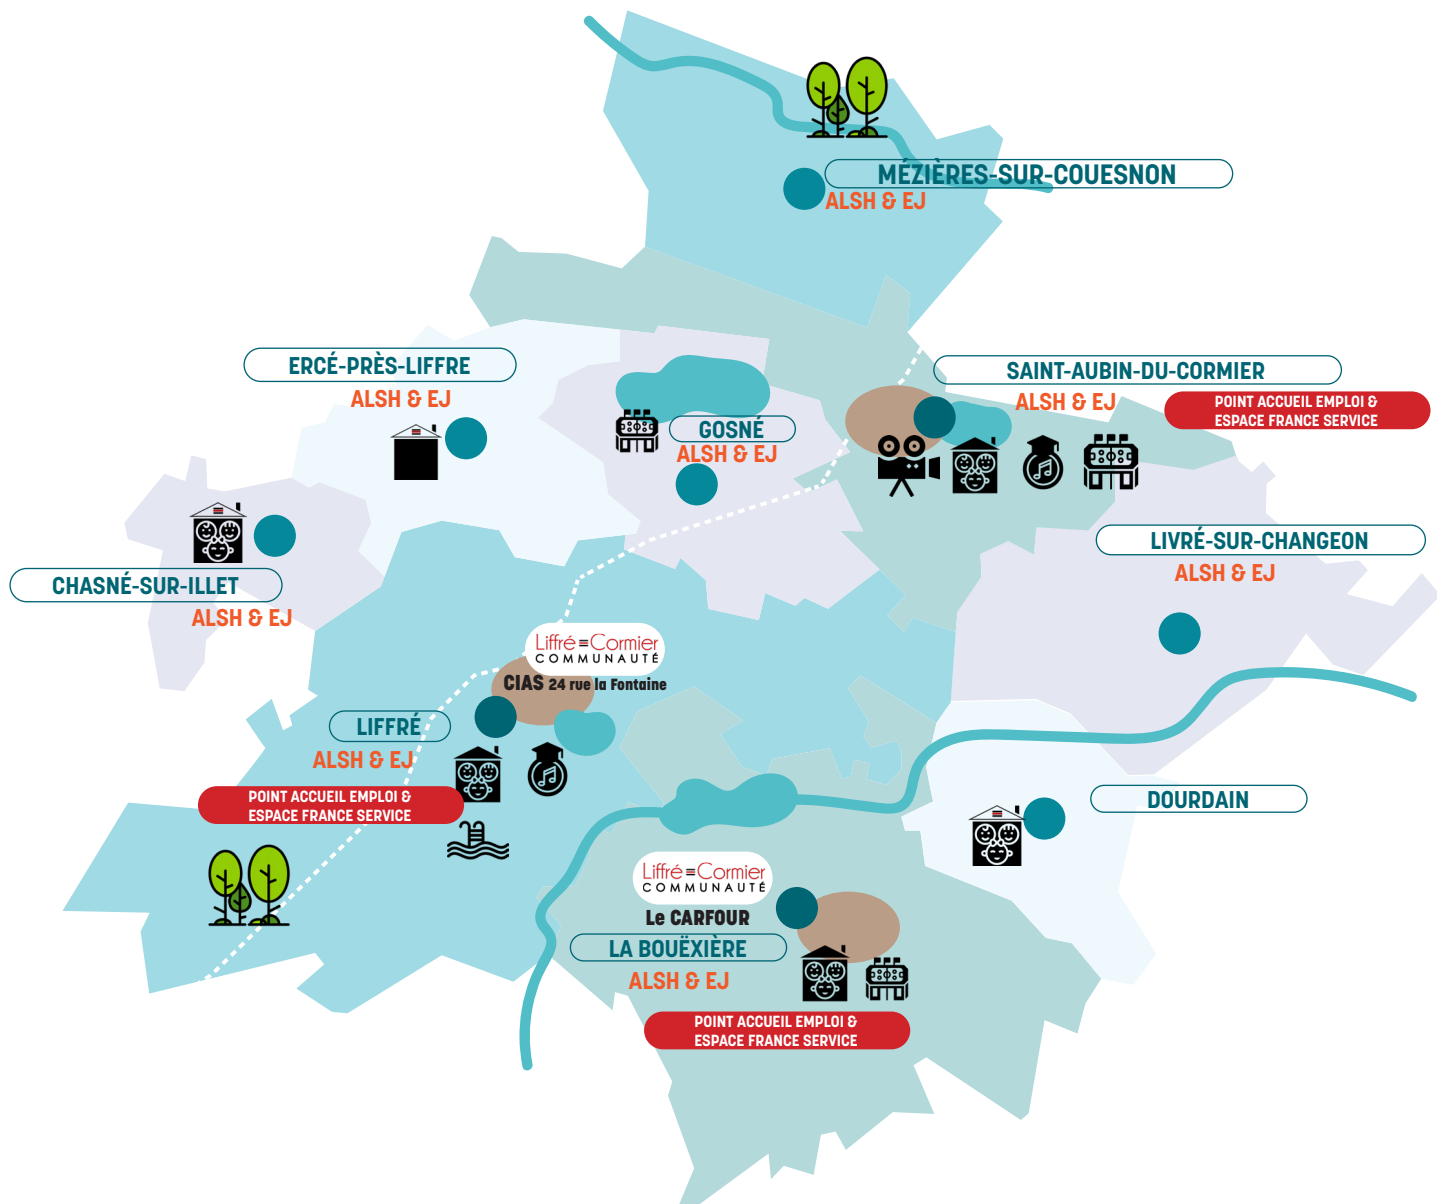 MÉZIÈRES-SUR-COUESNON
ALSH & EJ
ERCÉ-PRÈS-LIFFRE
ALSH & EJ
SAINT-AUBIN-DU-CORMIER
ALSH & EJ
POINT ACCUEIL EMPLOI &
ESPACE FRANCE SERVICE
GOSNÉ
ALSH & EJ
LIVRÉ-SUR-CHANGEON
ALSH & EJ
CHASNÉ-SUR-ILLET
ALSH & EJ
Liffré Cormier
COMMUNAUTÉ
CIAS 24 rue la Fontaine
LIFFRÉ
ALSH & EJ
POINT ACCUEIL EMPLOI &
ESPACE FRANCE SERVICE
DOURDAIN
Liffré Cormier
COMMUNAUTÉ
Le CARFOUR
LA BOUËXIÈRE
ALSH & EJ
POINT ACCUEIL EMPLOI &
ESPACE FRANCE SERVICE